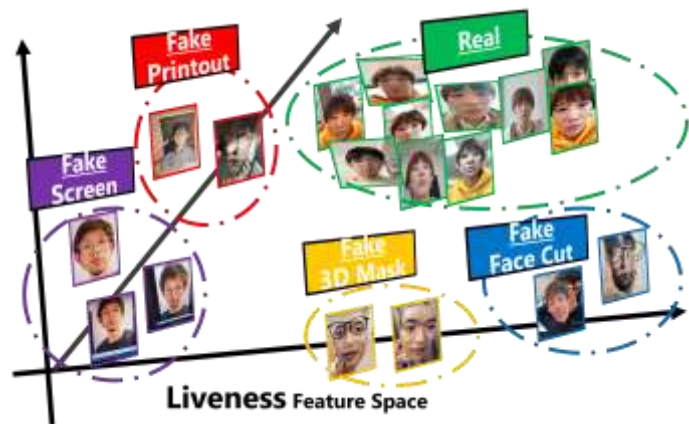 Fake
Printout
Real
Fake
Screen
Fake
3D Mask
Fake
Face Cut
Liveness Feature Space